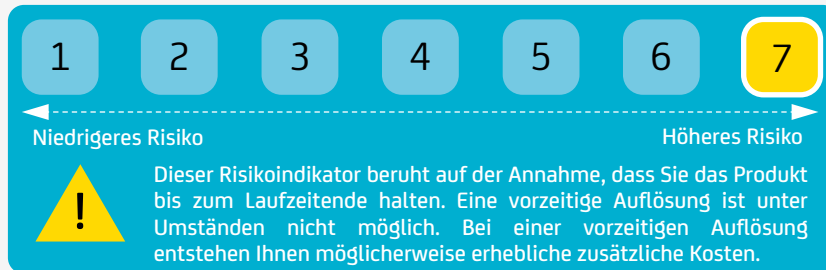 1 2 3 4 5 6 7
Niedrigeres Risiko Höheres Risiko
!
Dieser Risikoindikator beruht auf der Annahme, dass Sie das Produkt
bis zum Laufzeitende halten. Eine vorzeitige Auflösung ist unter
Umständen nicht möglich. Bei einer vorzeitigen Auflösung
entstehen Ihnen möglicherweise erhebliche zusätzliche Kosten.